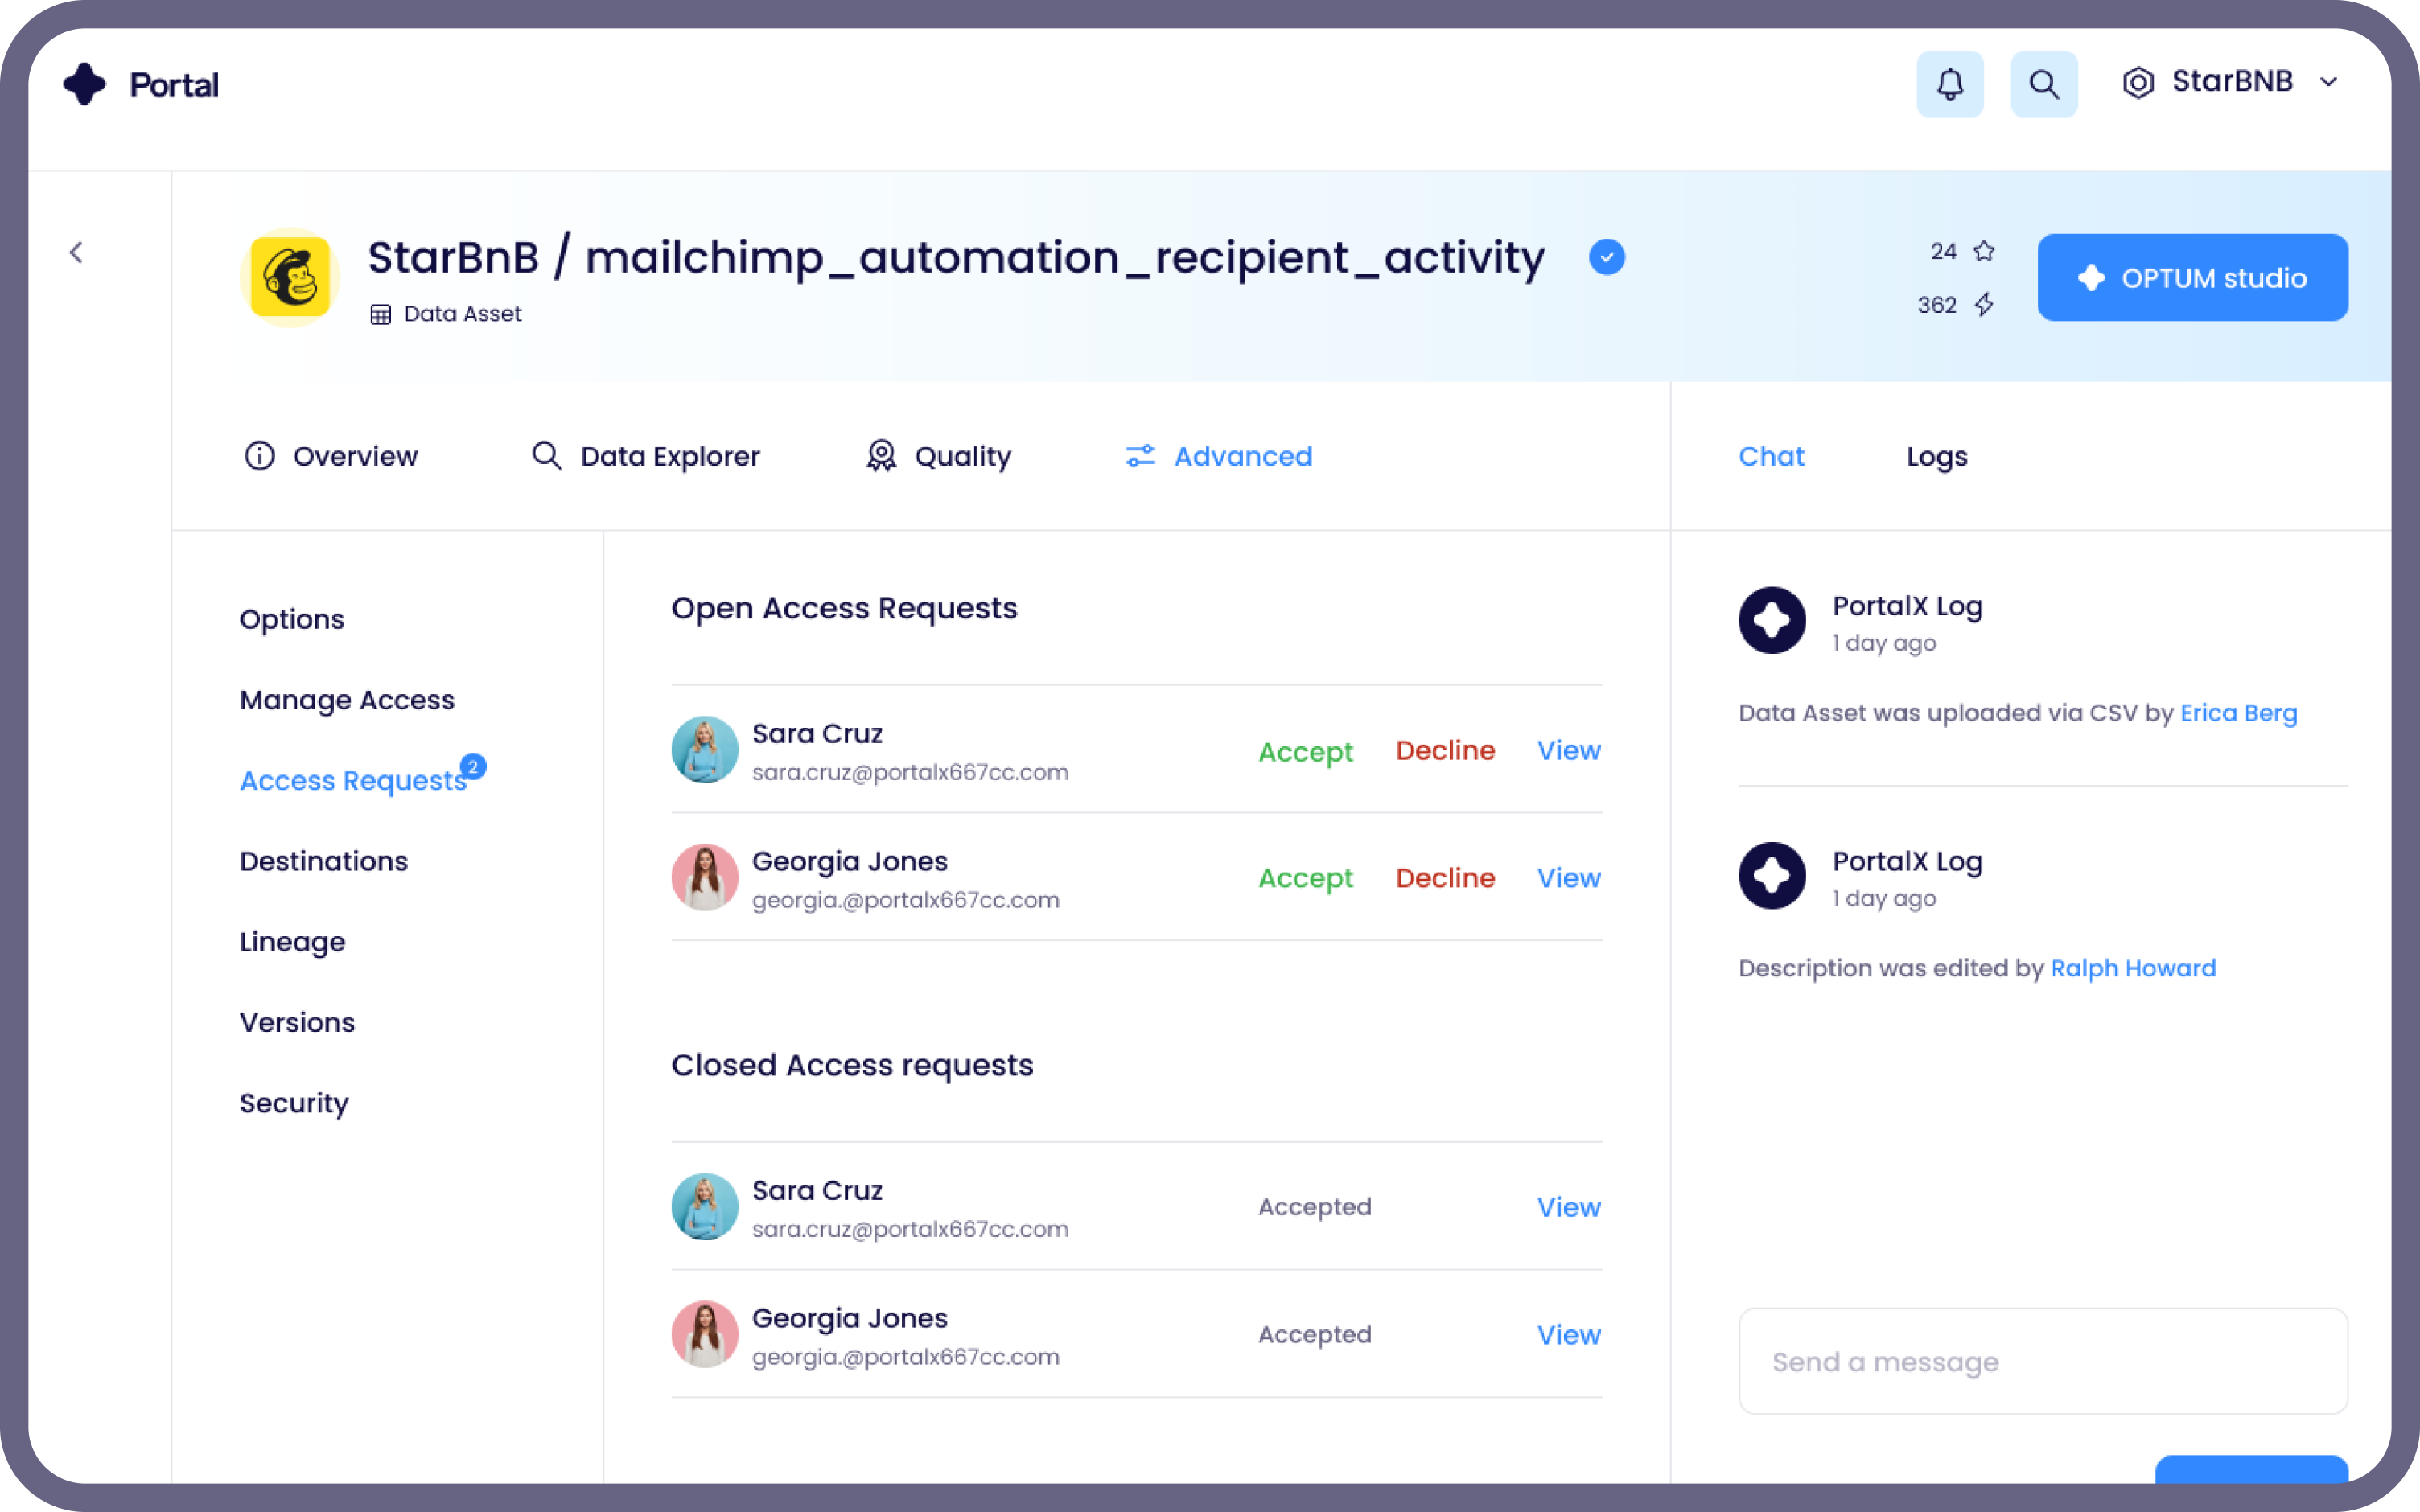 Portal
StarBNB
StarBnB / mailchimp_automation_recipient_activity
Data Asset
24
362
OPTUM studio
Overview
Data Explorer
Quality
Advanced
Chat
Logs
Options
Manage Access
Access Requests
2
Destinations
Lineage
Versions
Security
Open Access Requests
Sara Cruz
sara.cruz@portalx667cc.com
Accept Decline View
Georgia Jones
georgia.@portalx667cc.com
Accept Decline View
Closed Access requests
Sara Cruz
sara.cruz@portalx667cc.com
Accepted View
Georgia Jones
georgia.@portalx667cc.com
Accepted View
PortalX Log
1 day ago
Data Asset was uploaded via CSV by Erica Berg
PortalX Log
1 day ago
Description was edited by Ralph Howard
Send a message